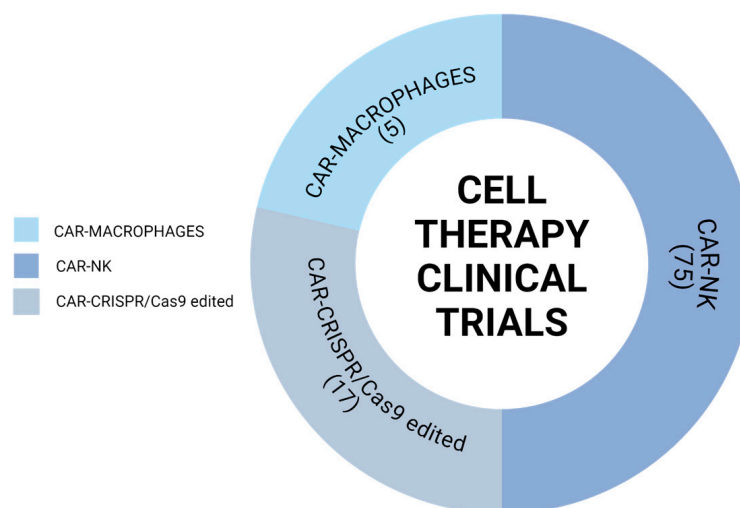 CAR-MACROPHAGES
(5)
CELL
THERAPY
CLINICAL
TRIALS
CAR-NK
(75)
CAR-CRISPR/Cas9 edited
(17)
CAR-MACROPHAGES
CAR-NK
CAR-CRISPR/Cas9 edited